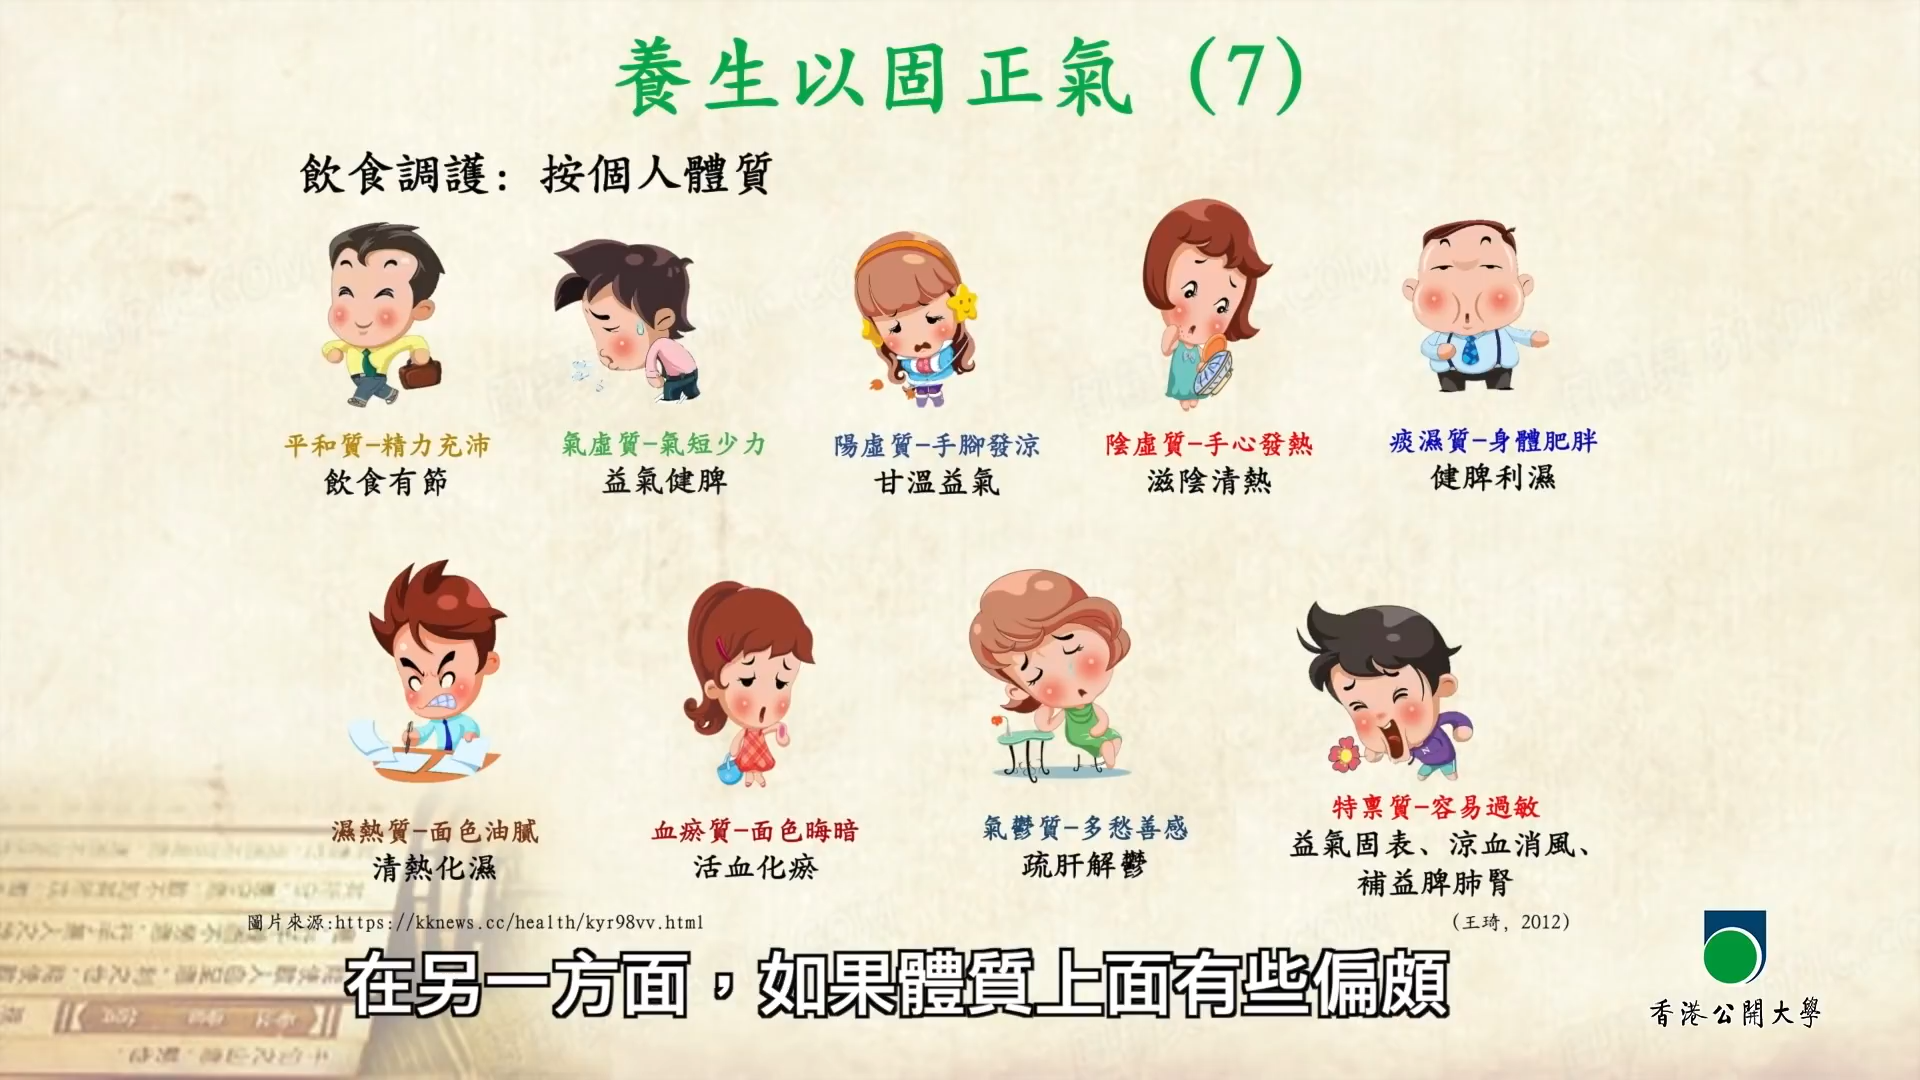 養生以固正氣 (7)
飲食調護: 按個人體質
平和質-精力充沛
飲食有節
氣虛質-氣短少力
益氣健脾
陽虛質-手腳發涼
甘溫益氣
陰虛質-手心發熱
滋陰清熱
痰濕質-身體肥胖
健脾利濕
濕熱質-面色油膩
清熱化濕
血瘀質-面色晦暗
活血化瘀
氣鬱質-多愁善感
疏肝解鬱
特禀質-容易過敏
益氣固表、涼血消風、
補益脾肺腎
圖片來源:https://kknews.cc/health/kyr98vv.html
(王琦, 2012)
在另一方面，如果體質上面有些偏頗
香港公開大學